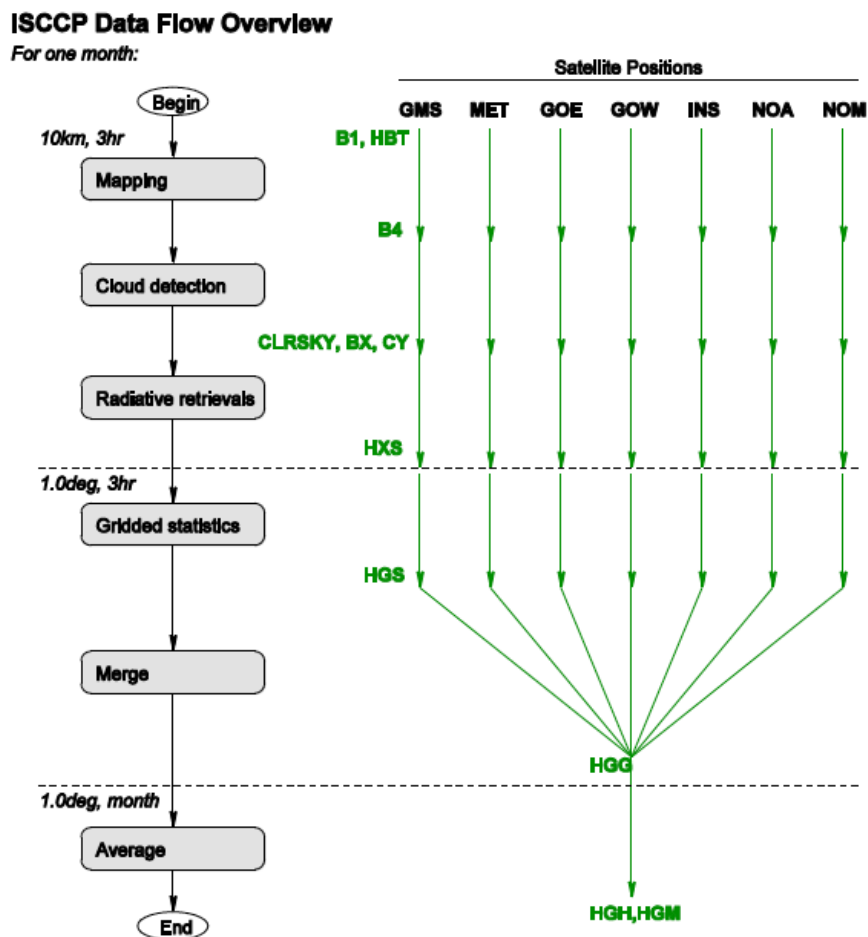 ISCCP Data Flow Overview
For one month:
Satellite Positions
Begin
GMS MET GOE GOW INS NOA NOM
10km, 3hr
B1, HBT
Mapping
B4
Cloud detection
CLRSKY, BX, CY
Radiative retrievals
HXS
1.0deg, 3hr
Gridded statistics
HGS
Merge
HGG
1.0deg, month
Average
HGH,HGM
End